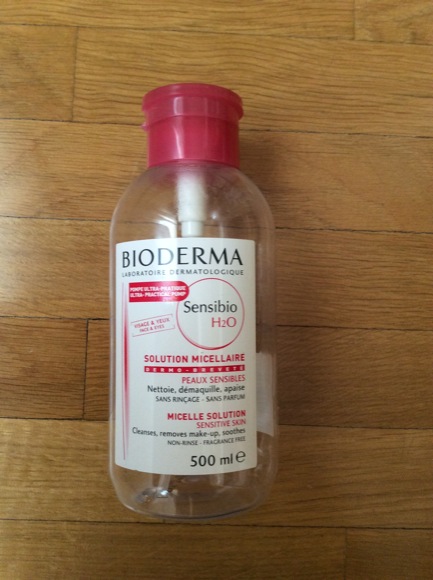 BIODERMA
LABORATOIRE DERMATOLOGIQUE
POMPE ULTRA-PRATIQUE
ULTRA-PRACTICAL PUMP
Sensibio
H2O
VISAGE & YEUX
FACE & EYES
SOLUTION MICELLAIRE
DERMO-BREVETÉ
PEAUX SENSIBLES
Nettoie, démaquille, apaise
SANS RINÇAGE - SANS PARFUM
MICELLE SOLUTION
SENSITIVE SKIN
Cleanses, removes make-up, soothes
NON-RINSE - FRAGRANCE FREE
500 ml e